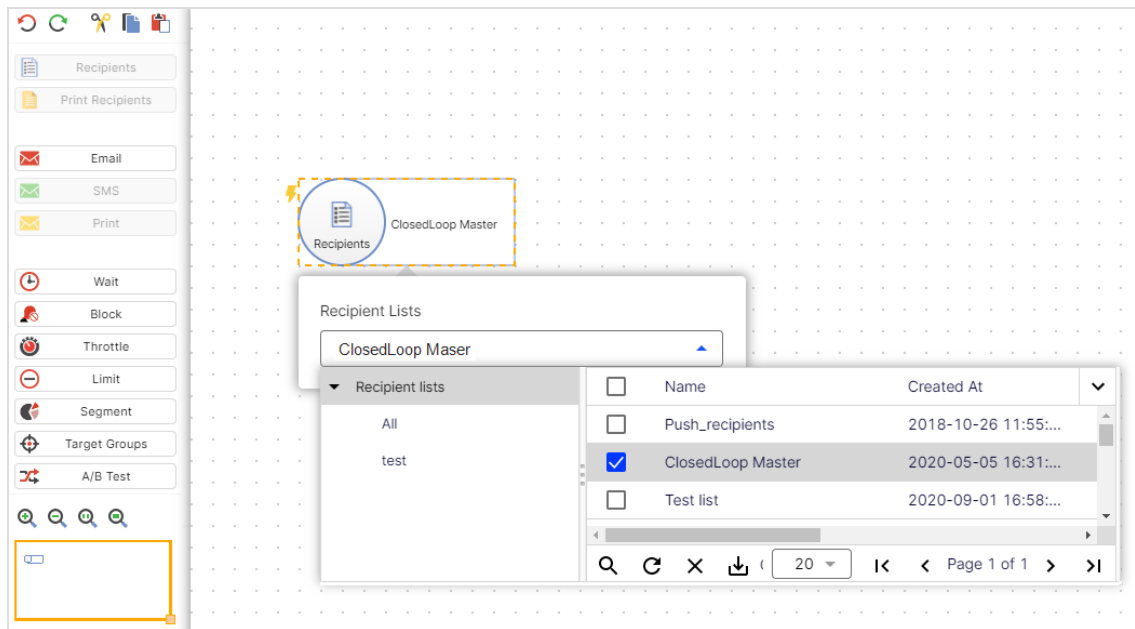 Recipients
Print Recipients
Email
SMS
Print
Wait
Block
Throttle
Limit
Segment
Target Groups
A/B Test
Recipients
ClosedLoop Master
Recipient Lists
ClosedLoop Maser
Recipient lists
All
test
Name Created At
Push_recipients 2018-10-26 11:55:...
ClosedLoop Master 2020-05-05 16:31:...
Test list 2020-09-01 16:58:...
20 Page 1 of 1